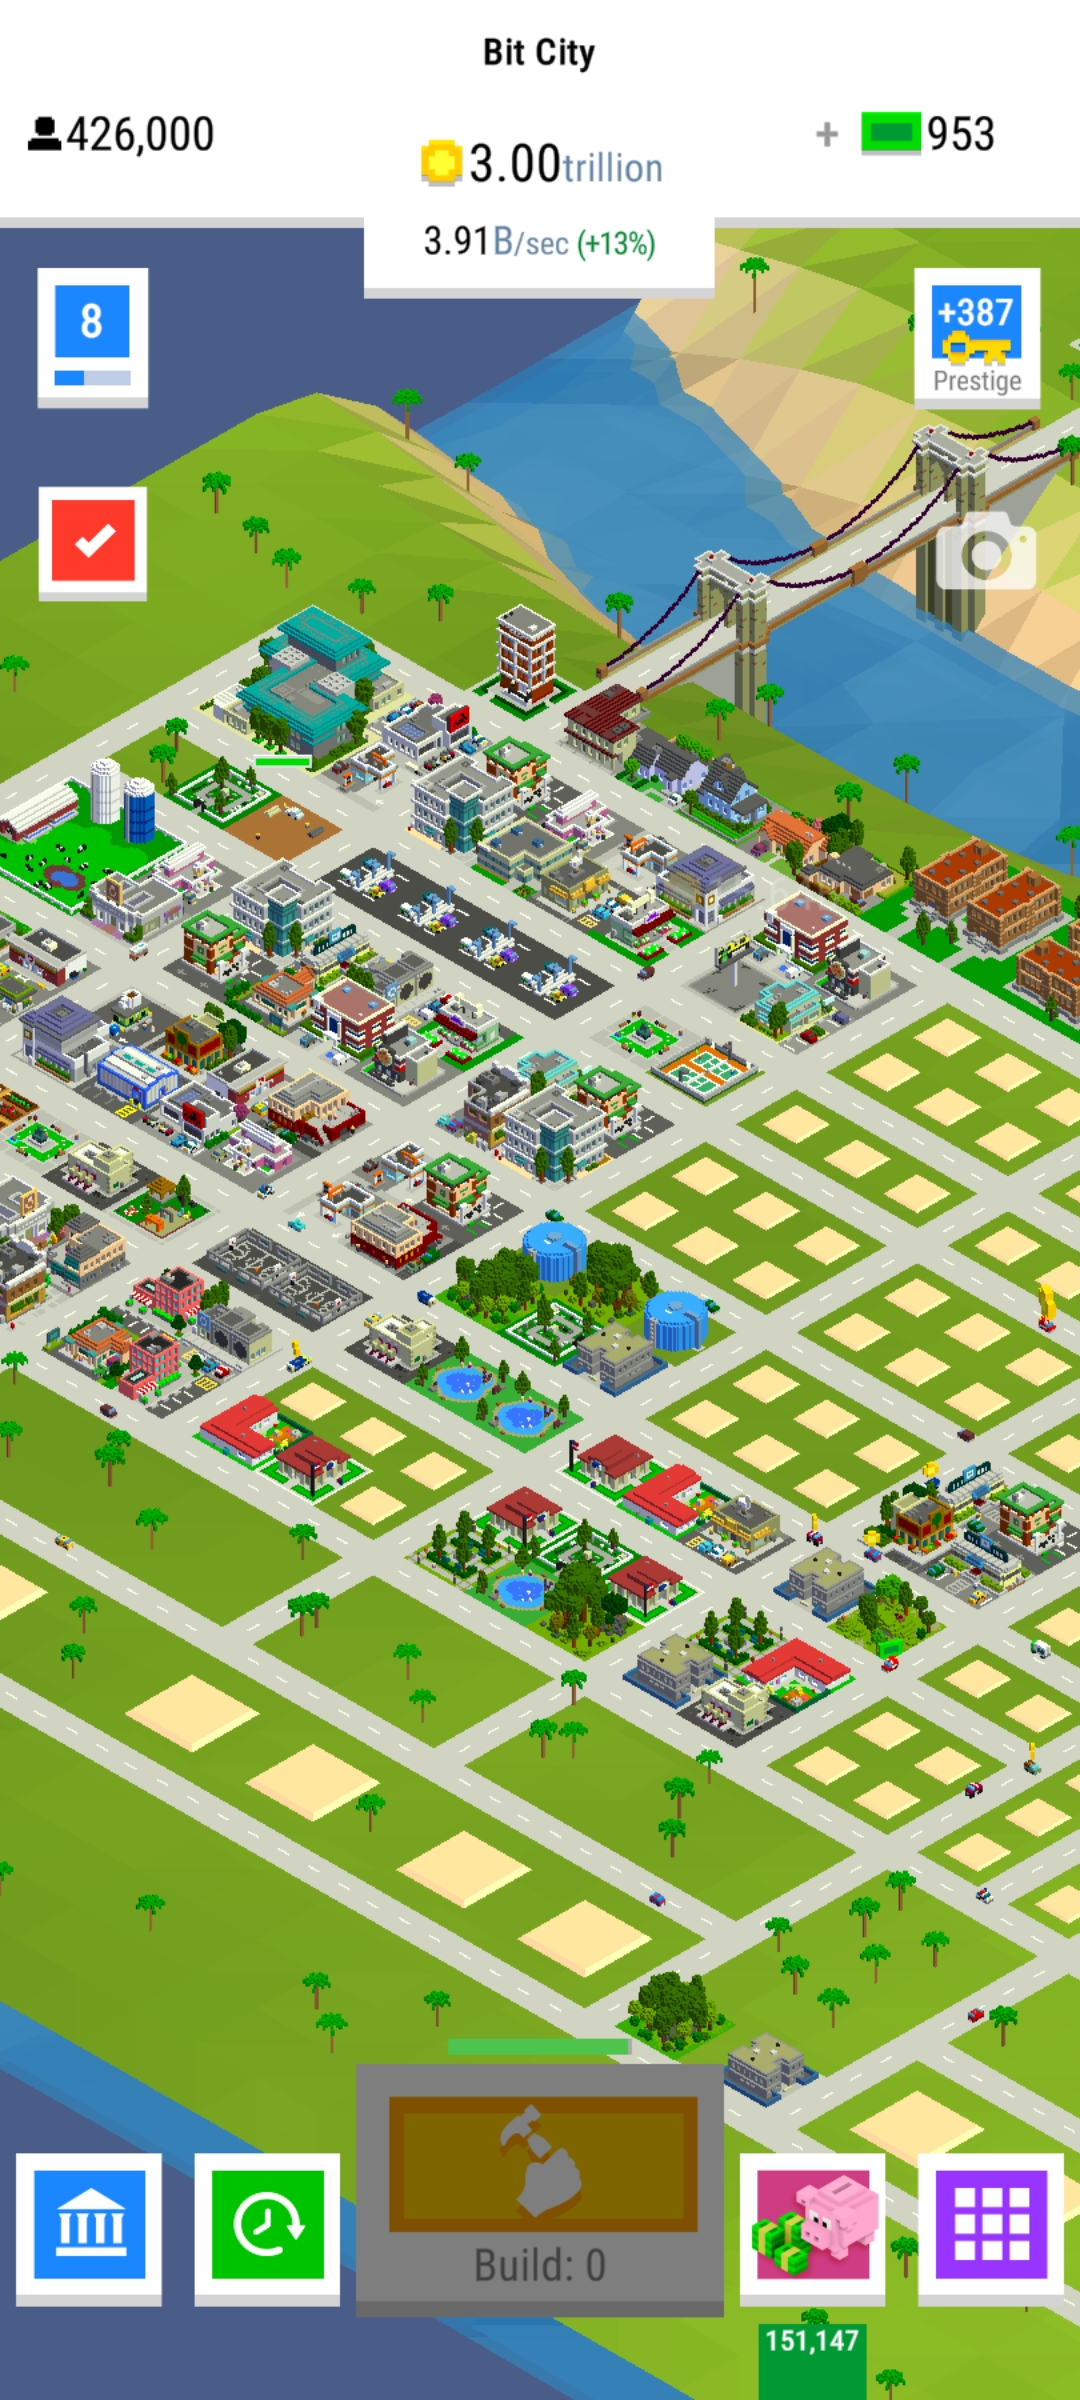 Bit City
426,000
3.00trillion
+ 953
3.91B/sec (+13%)
8
+387
Prestige
Build: 0
151,147